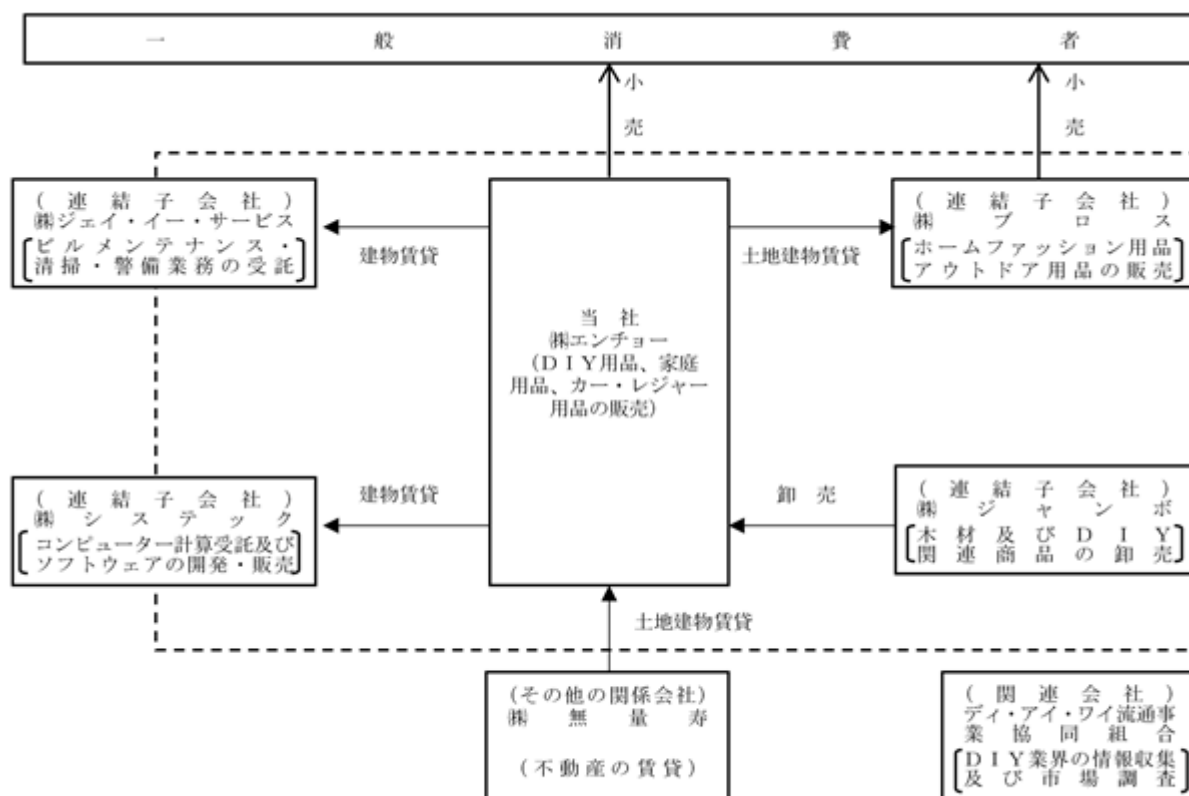 一般消費者
小売
小売
(連結子会社)
㈱ジェイ・イー・サービス
ビルメンテナンス・
清掃・警備業務の受託
建物賃貸
当社
㈱エンチョー
(DIY用品、家庭
用品、カー・レジャー
用品の販売)
土地建物賃貸
(連結子会社)
㈱ブロス
ホームファッション用品
アウトドア用品の販売
(連結子会社)
㈱システック
コンピューター計算受託及び
ソフトウェアの開発・販売
建物賃貸
卸売
(連結子会社)
㈱ジャンボ
木材及びDIY
関連商品の卸売
土地建物賃貸
(その他の関係会社)
㈱無量寿
(不動産の賃貸)
(関連会社)
ディ・アイ・ワイ流通事
業協同組合
DIY業界の情報収集
及び市場調査